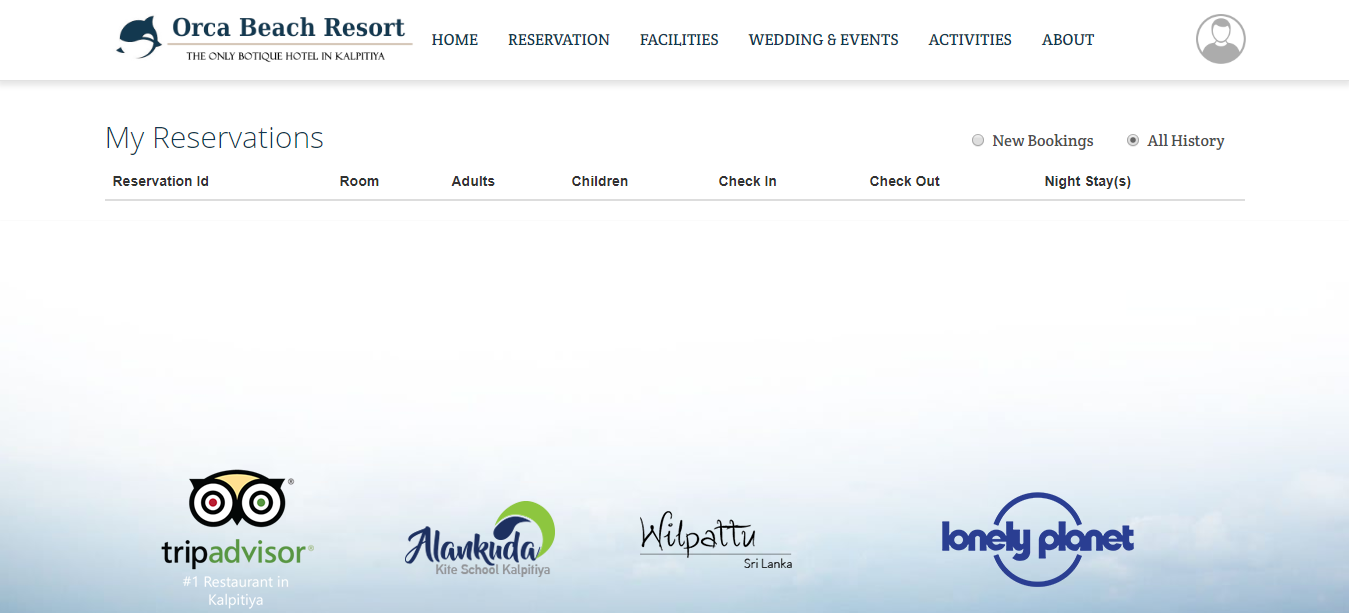 Orca Beach Resort
THE ONLY BOTIQUE HOTEL IN KALPITIYA
HOME RESERVATION FACILITIES WEDDING & EVENTS ACTIVITIES ABOUT
My Reservations
New Bookings All History
Reservation Id Room Adults Children Check In Check Out Night Stay(s)
tripadvisor®
#1 Restaurant in
Kalpitiya
Alankuda
Kite School Kalpitiya
Wilpattu
Sri Lanka
lonely planet